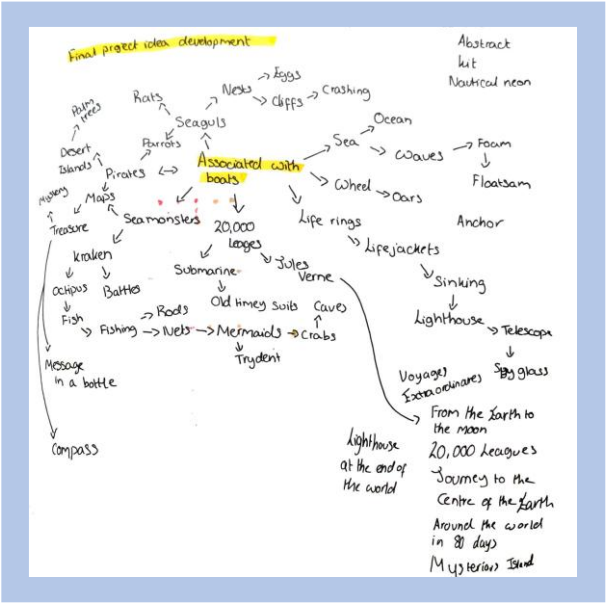 Final project idea development
Abstract
kit
Nautical neon
Eggs
Rats
Nests
Cliffs
Crashing
Palm
trees
Seaguls
Ocean
Parrots
Sea
Desert
Islands
Waves
Foam
Pirates
Associated with
boats
Floatsam
Mystery
Maps
Wheel
Oars
Treasure
Seamonsters
20,000
leages
Life rings
Anchor
Kraken
Lifejackets
Submarine
Jules
Verne
Sinking
Octipus
Battles
Old timey suits
Caves
Fish
Rods
Lighthouse
Fishing
Nets
Mermaids
Crabs
Telescope
Trydent
Message
in a bottle
Voyages
Extraordinares
Spyglass
From the Earth to
the moon
Compass
Lighthouse
at the end of
the world
20,000 Leagues
Journey to the
Centre of the Earth
Around the world
in 80 days
Mysterious Island